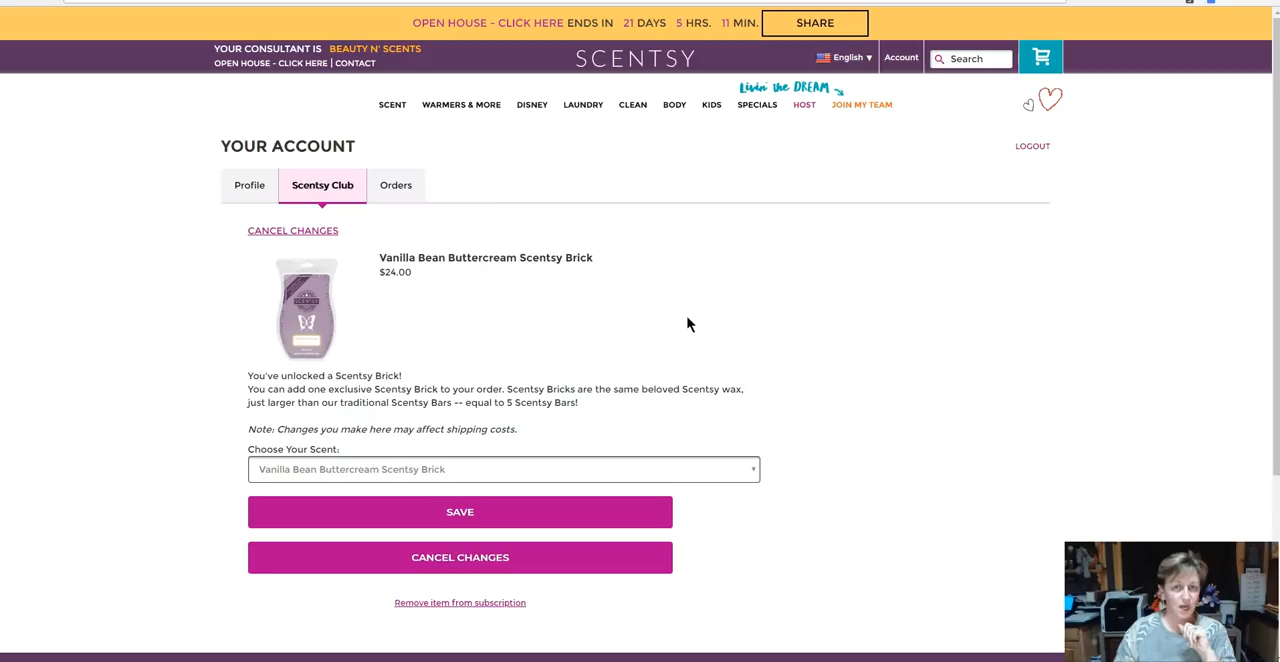 OPEN HOUSE - CLICK HERE ENDS IN 21 DAYS 5 HRS. 11 MIN. SHARE
YOUR CONSULTANT IS BEAUTY N' SCENTS
OPEN HOUSE - CLICK HERE | CONTACT
SCENTSY
English ▼ Account Search
Livin' the DREAM
SCENT WARMERS & MORE DISNEY LAUNDRY CLEAN BODY KIDS SPECIALS HOST JOIN MY TEAM
YOUR ACCOUNT
LOGOUT
Profile Scentsy Club Orders
CANCEL CHANGES
Vanilla Bean Buttercream Scentsy Brick
$24.00
SCENTSY
You've unlocked a Scentsy Brick!
You can add one exclusive Scentsy Brick to your order. Scentsy Bricks are the same beloved Scentsy wax,
just larger than our traditional Scentsy Bars -- equal to 5 Scentsy Bars!
Note: Changes you make here may affect shipping costs.
Choose Your Scent:
Vanilla Bean Buttercream Scentsy Brick
SAVE
CANCEL CHANGES
Remove item from subscription